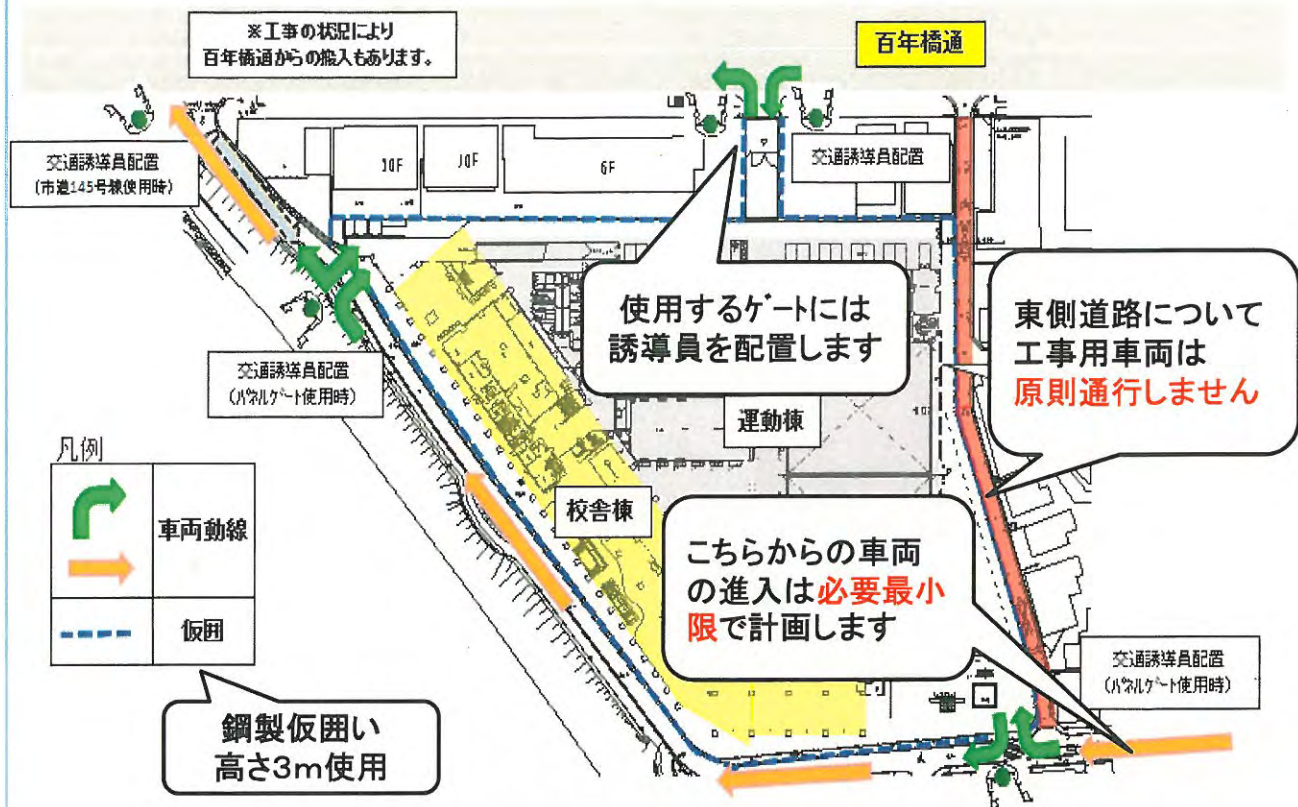 ※工事の状況により
百年橋通からの搬入もあります。
百年橋通
交通誘導員配置
(市道145号線使用時)
10F
10F
6F
交通誘導員配置
使用するゲートには
誘導員を配置します
東側道路について
工事用車両は
原則通行しません
交通誘導員配置
(パネルゲート使用時)
運動棟
校舎棟
凡例
車両動線
仮囲
こちらからの車両
の進入は必要最小
限で計画します
交通誘導員配置
(パネルゲート使用時)
鋼製仮囲い
高さ3m使用